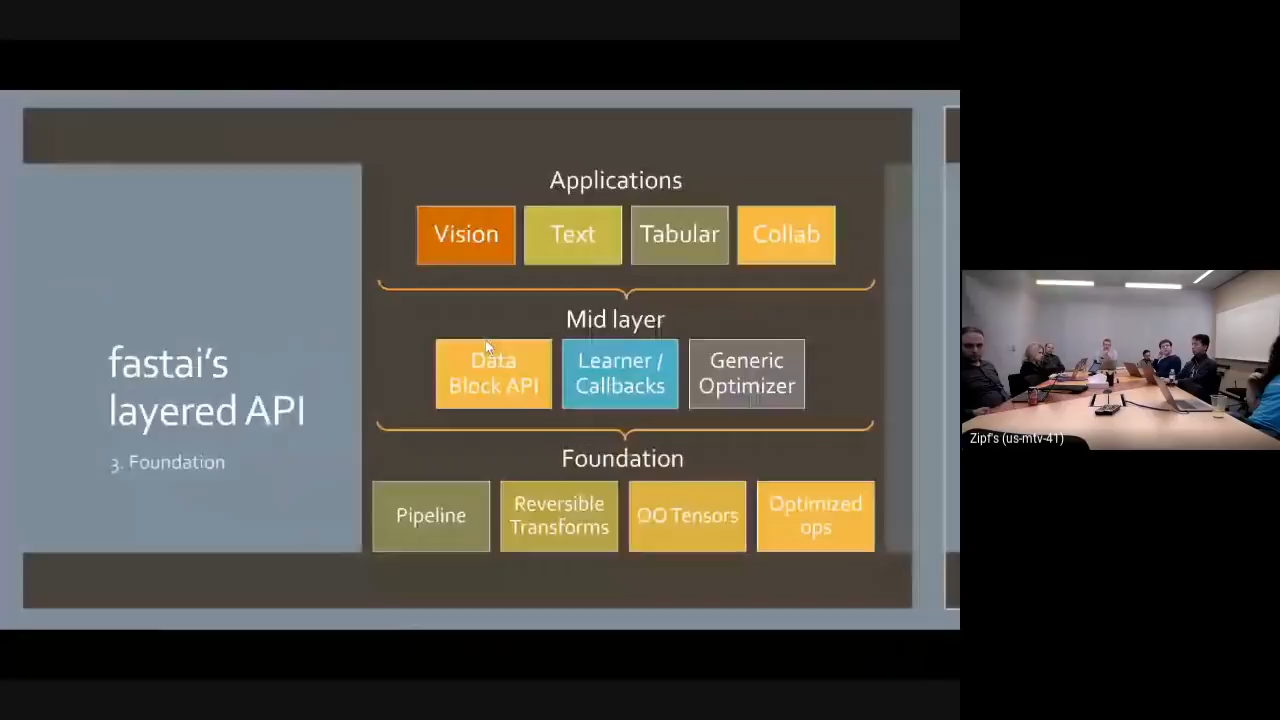 fastai's
layered API
3. Foundation
Applications
Vision
Text
Tabular
Collab
Mid layer
Data
Block API
Learner /
Callbacks
Generic
Optimizer
Foundation
Pipeline
Reversible
Transforms
OO Tensors
Optimized
ops
Zipf's (us-mtv-41)